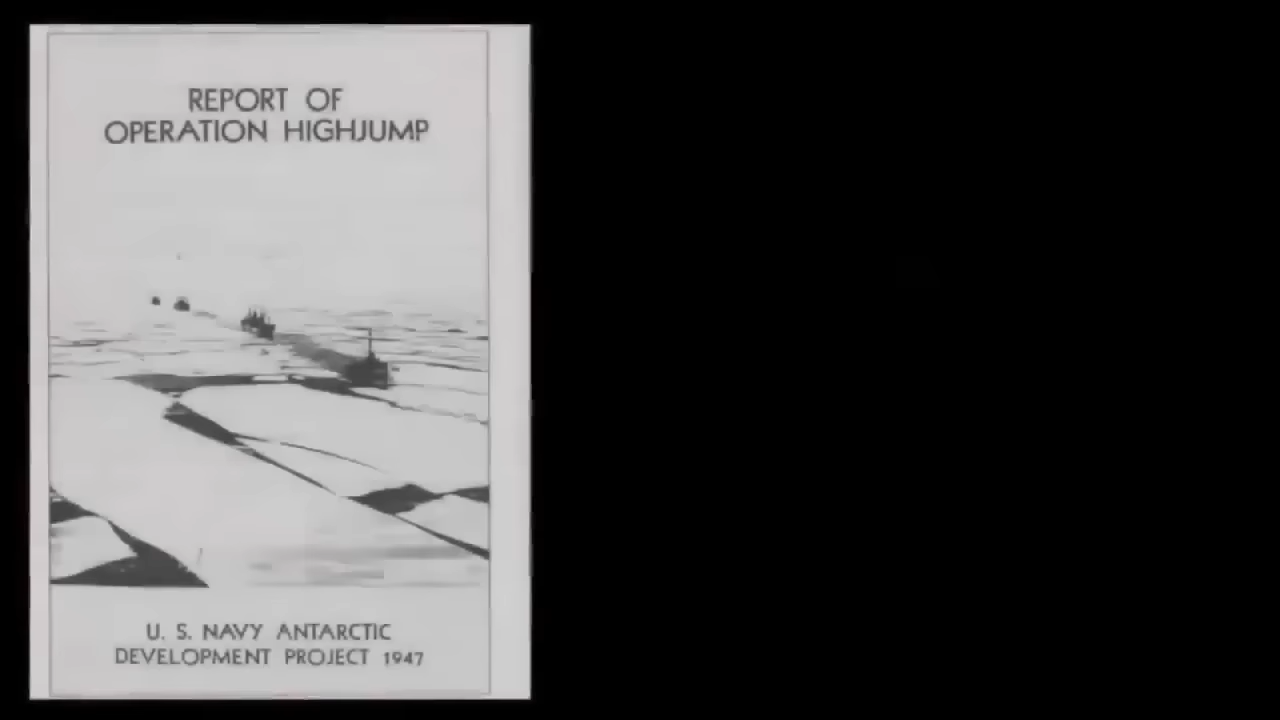 REPORT OF
OPERATION HIGHJUMP
U. S. NAVY ANTARCTIC
DEVELOPMENT PROJECT 1947